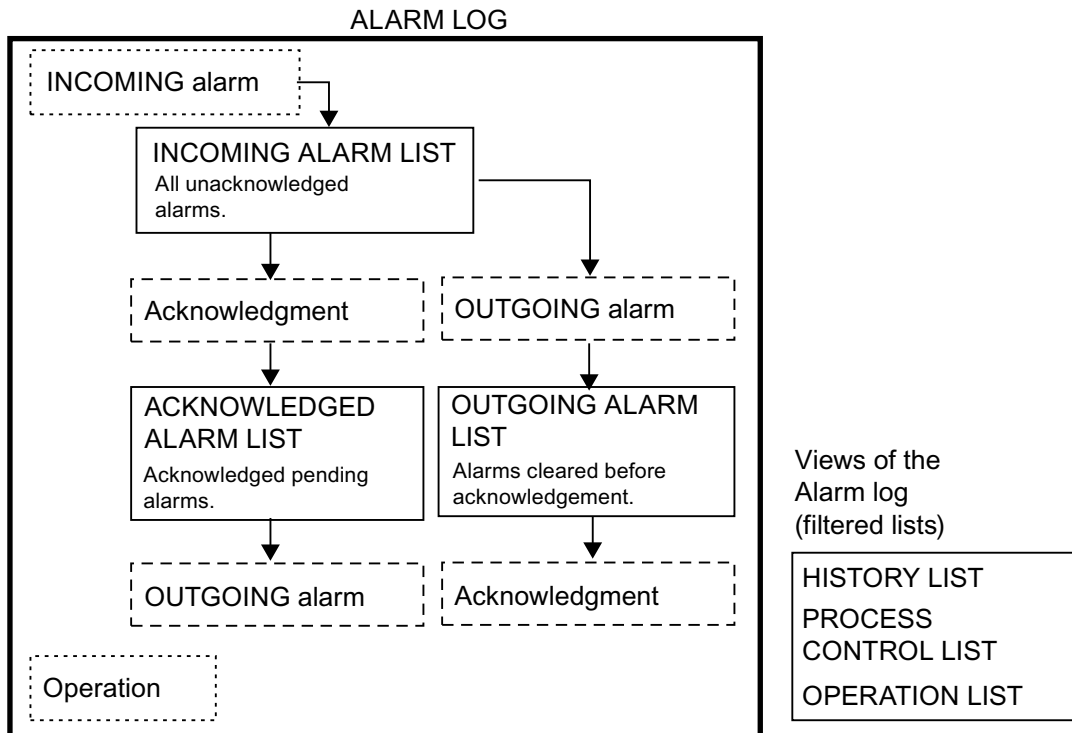 ALARM LOG
INCOMING alarm
INCOMING ALARM LIST
All unacknowledged
alarms.
Acknowledgment
OUTGOING alarm
ACKNOWLEDGED
ALARM LIST
Acknowledged pending
alarms.
OUTGOING ALARM
LIST
Alarms cleared before
acknowledgement.
OUTGOING alarm
Acknowledgment
Operation
Views of the
Alarm log
(filtered lists)
HISTORY LIST
PROCESS
CONTROL LIST
OPERATION LIST